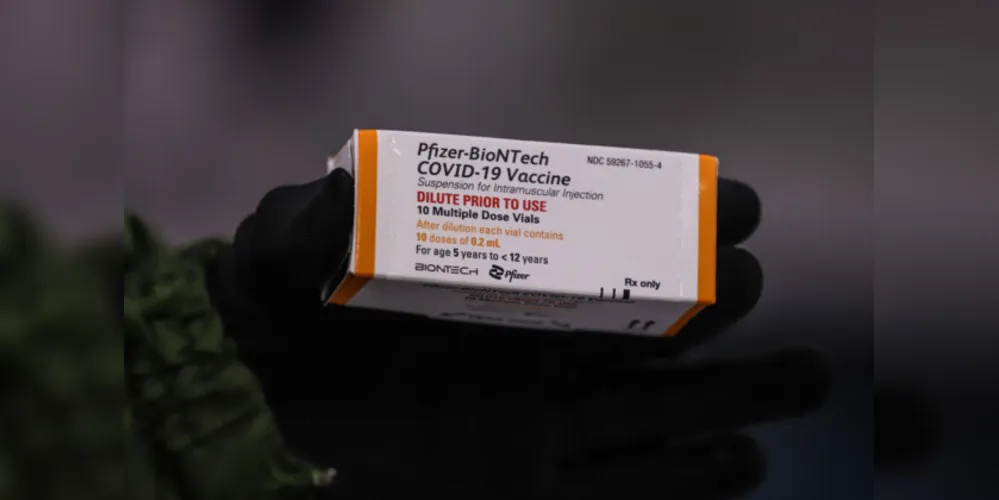 Pfizer-BioNTech
NDC 59267-1055-4
COVID-19 Vaccine
Suspension for Intramuscular Injection
DILUTE PRIOR TO USE
10 Multiple Dose Vials
After dilution each vial contains
10 doses of 0.2 mL
For age 5 years to < 12 years
BIONTECH Pfizer
Rx only